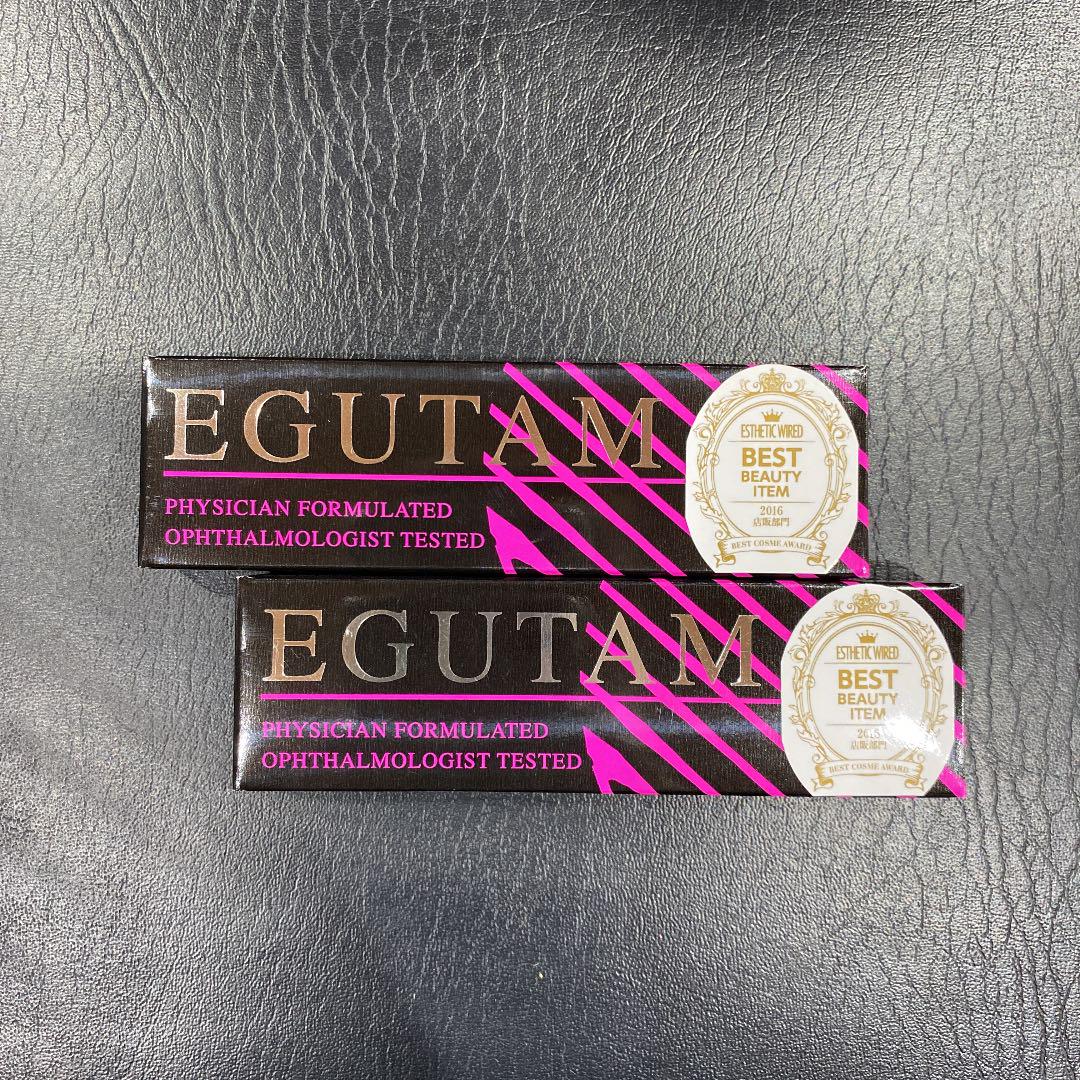 EGUTAM
PHYSICIAN FORMULATED
OPHTHALMOLOGIST TESTED
ESTHETIC WIRED
BEST
BEAUTY
ITEM
2016
店販部門
BEST COSME AWARD
EGUTAM
PHYSICIAN FORMULATED
OPHTHALMOLOGIST TESTED
ESTHETIC WIRED
BEST
BEAUTY
ITEM
店販部門
BEST COSME AWARD